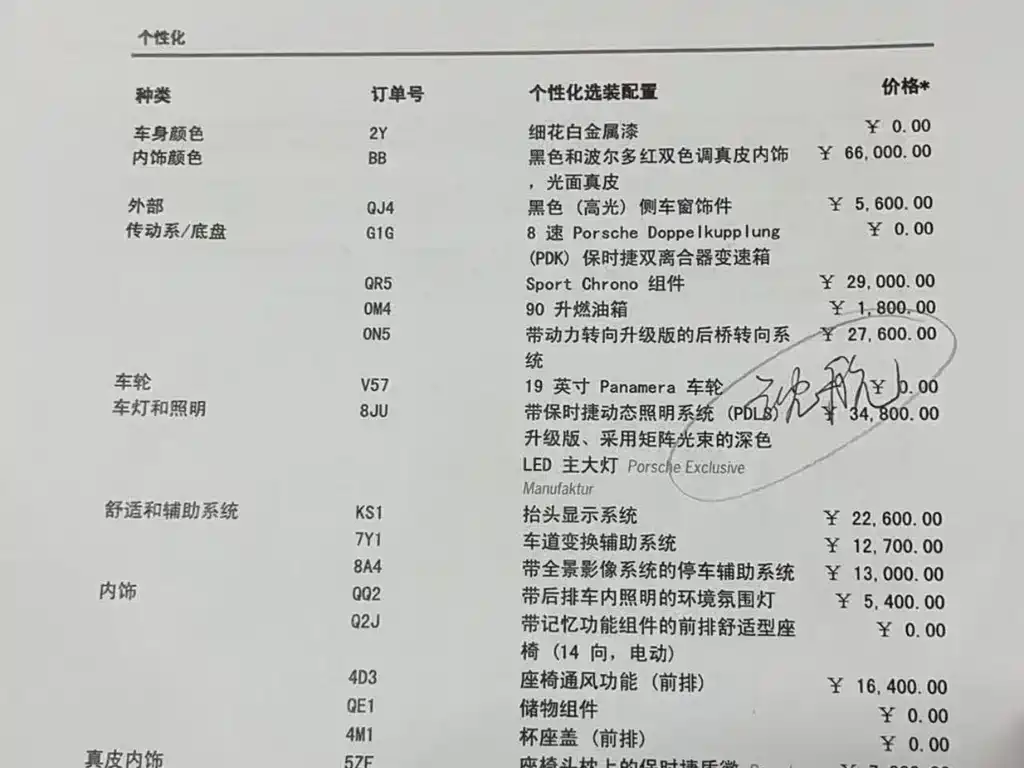 个性化
种类 订单号 个性化选装配置 价格*
车身颜色 2Y 细花白金属漆 ¥ 0.00
内饰颜色 BB 黑色和波尔多红双色调真皮内饰 ¥ 66,000.00
，光面真皮
外部 QJ4 黑色 (高光) 侧车窗饰件 ¥ 5,600.00
传动系/底盘 G1G 8 速 Porsche Doppelkupplung ¥ 0.00
(PDK) 保时捷双离合器变速箱
QR5 Sport Chrono 组件 ¥ 29,000.00
0M4 90 升燃油箱 ¥ 1,800.00
0N5 带动力转向升级版的后桥转向系 ¥ 27,600.00
统
车轮 V57 19 英寸 Panamera 车轮 ¥ 0.00
车灯和照明 8JU 带保时捷动态照明系统 (PDLS) ¥ 34,800.00
升级版、采用矩阵光束的深色
LED 主大灯 Porsche Exclusive
Manufaktur
舒适和辅助系统 KS1 抬头显示系统 ¥ 22,600.00
7Y1 车道变换辅助系统 ¥ 12,700.00
8A4 带全景影像系统的停车辅助系统 ¥ 13,000.00
内饰 QQ2 带后排车内照明的环境氛围灯 ¥ 5,400.00
Q2J 带记忆功能组件的前排舒适型座 ¥ 0.00
椅 (14 向，电动)
4D3 座椅通风功能 (前排) ¥ 16,400.00
QE1 储物组件 ¥ 0.00
4M1 杯座盖 (前排) ¥ 0.00
真皮内饰 5ZF 座椅头枕上的保时捷盾徽